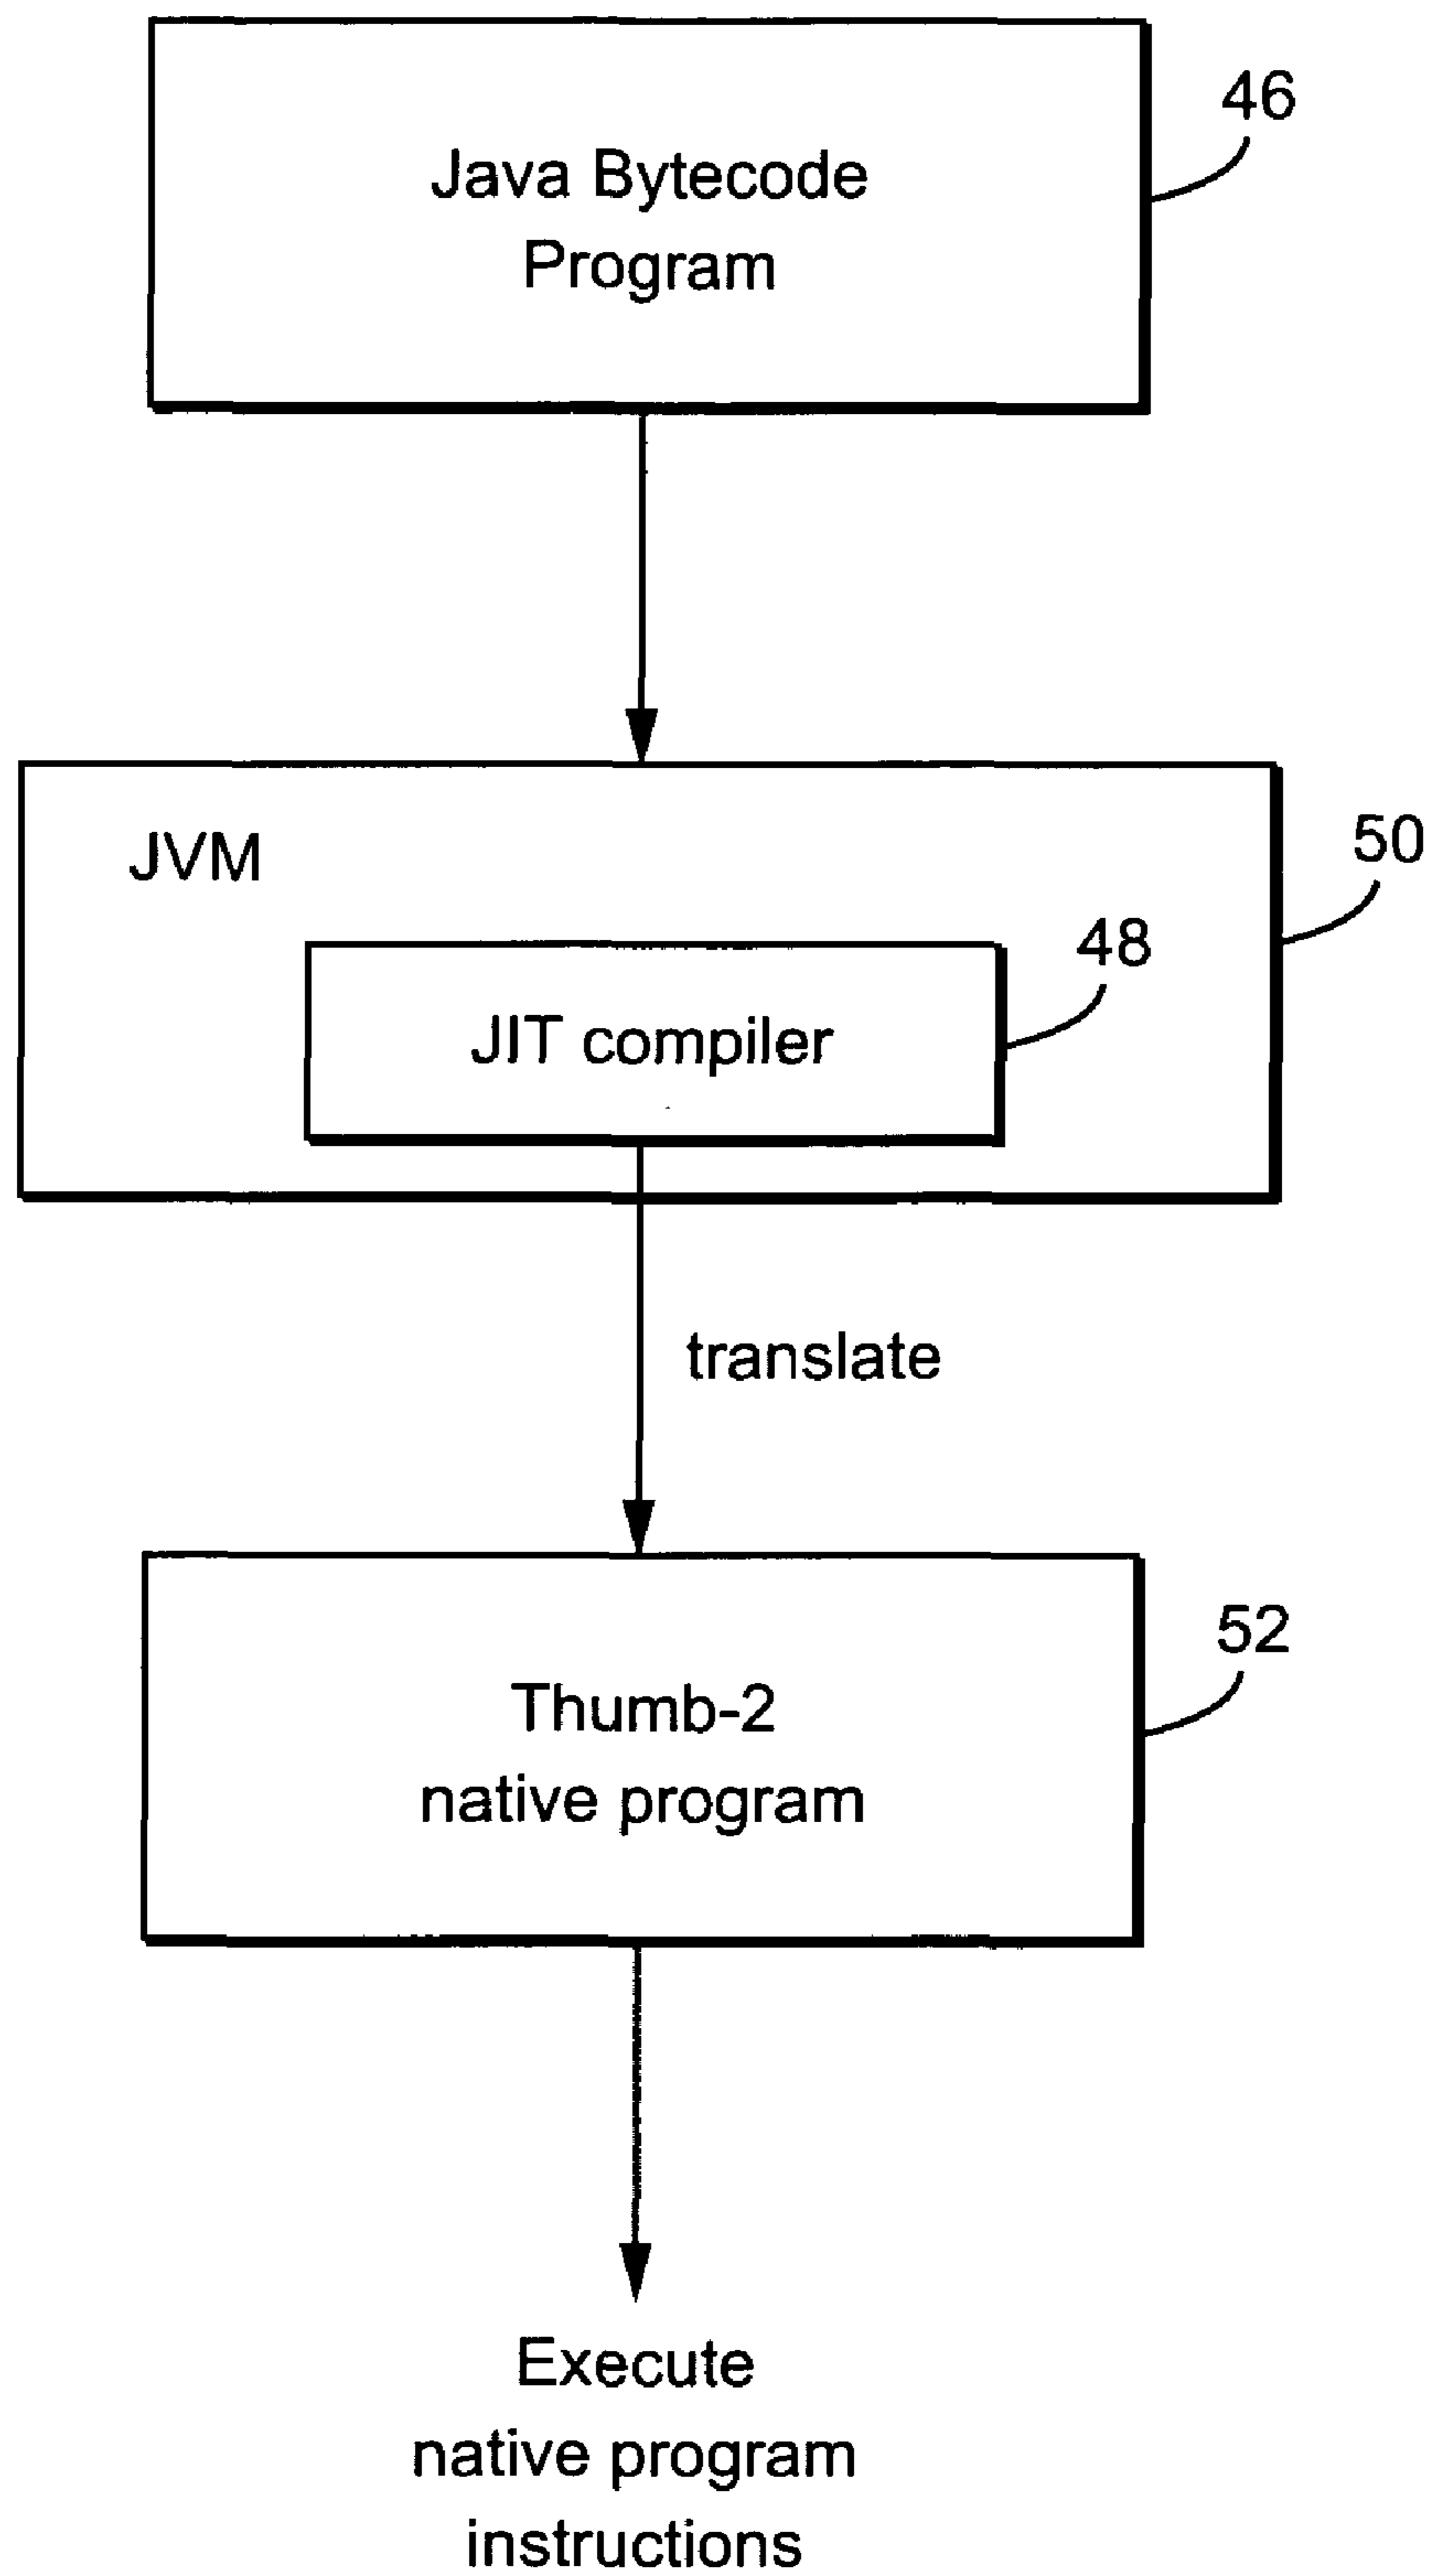 46
Java Bytecode
Program
50
JVM
48
JIT compiler
translate
52
Thumb-2
native program
Execute
native program
instructions